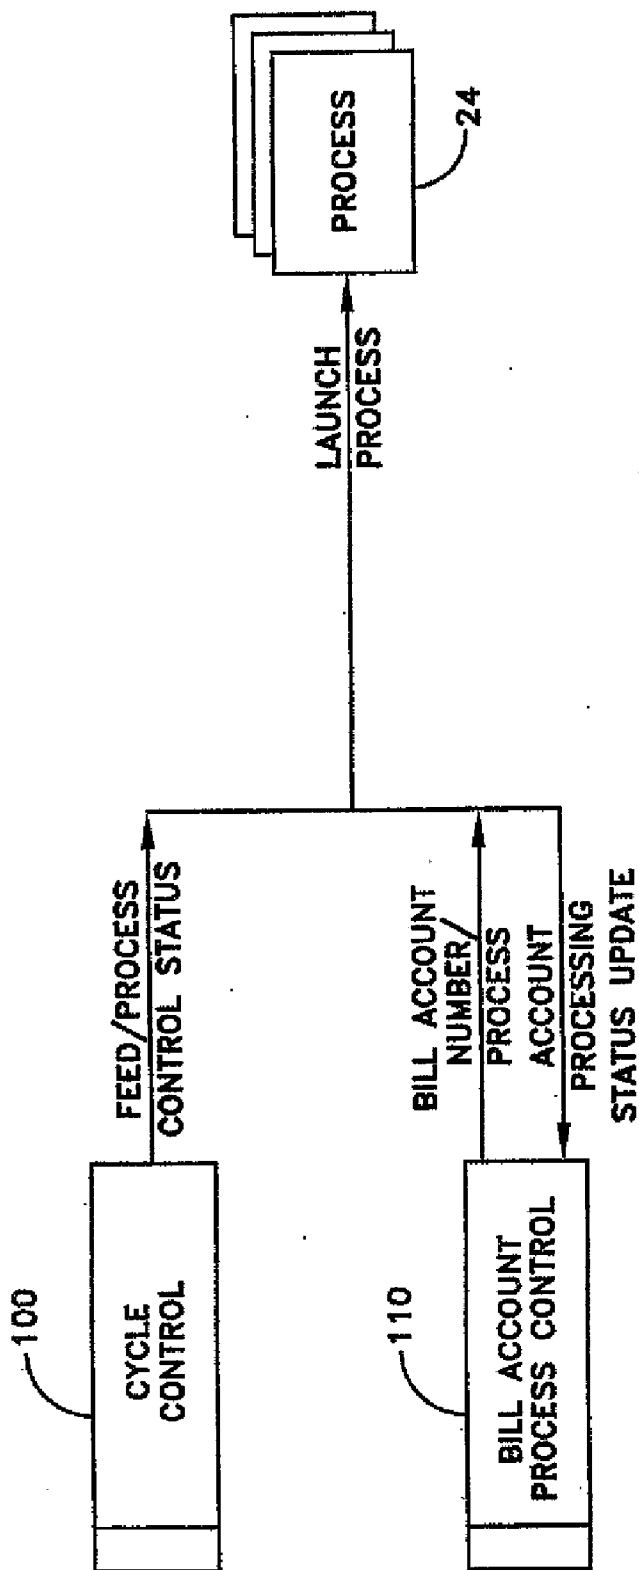 100
CYCLE
CONTROL
FEED/PROCESS
CONTROL STATUS
110
BILL ACCOUNT
PROCESS CONTROL
BILL ACCOUNT
NUMBER/
PROCESS
ACCOUNT
PROCESSING
STATUS UPDATE
LAUNCH
PROCESS
PROCESS
24